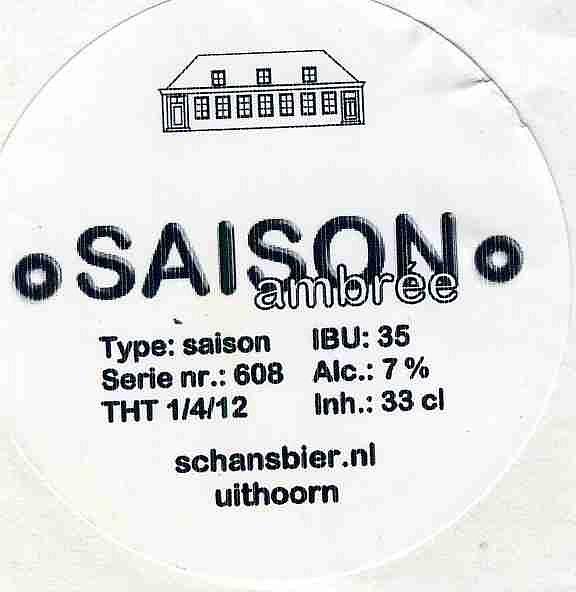 SAISON
ambrée
Type: saison IBU: 35
Serie nr.: 608 Alc.: 7 %
THT 1/4/12 Inh.: 33 cl
schansbier.nl
uithoorn